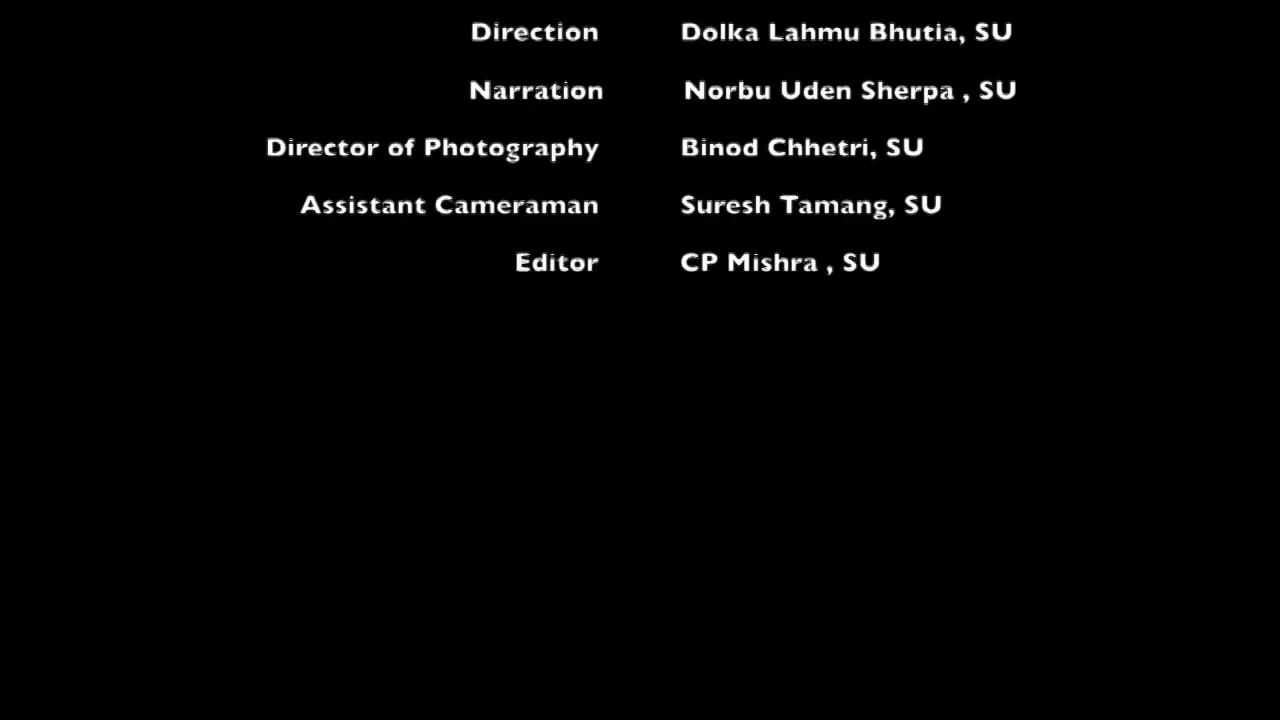 Direction Dolka Lahmu Bhutia, SU
Narration Norbu Uden Sherpa , SU
Director of Photography Binod Chhetri, SU
Assistant Cameraman Suresh Tamang, SU
Editor CP Mishra , SU